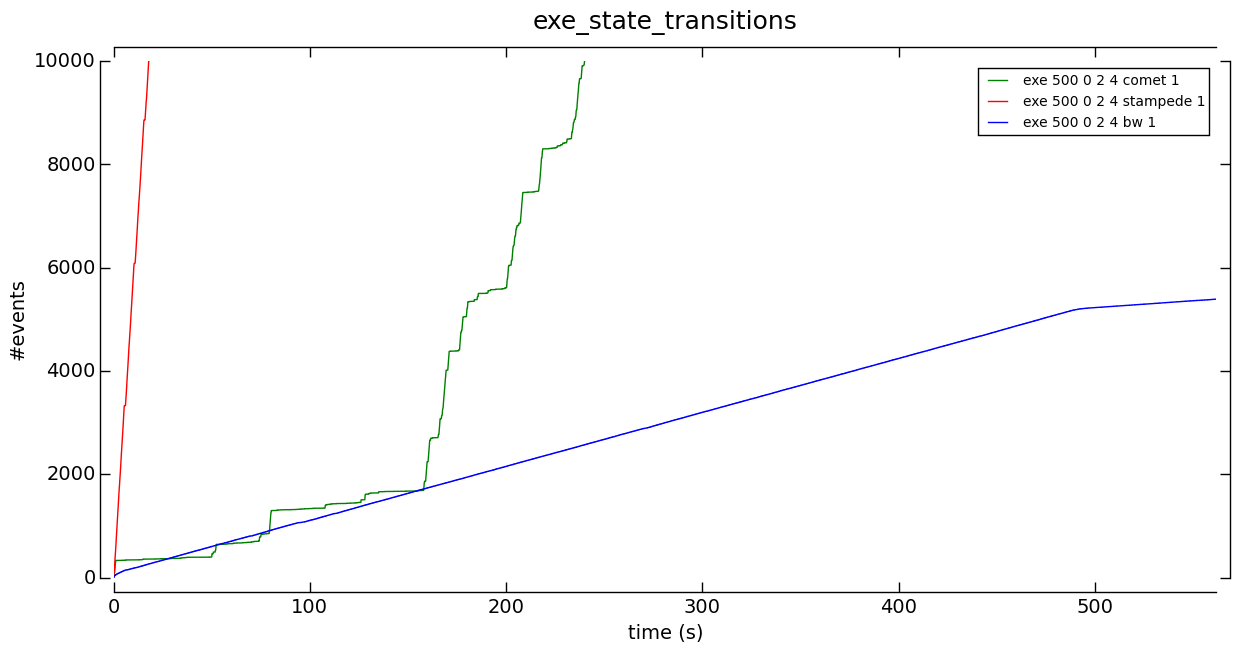 exe_state_transitions
10000
8000
6000
4000
2000
0
#events
exe 500 0 2 4 comet 1
exe 500 0 2 4 stampede 1
exe 500 0 2 4 bw 1
0 100 200 300 400 500
time (s)